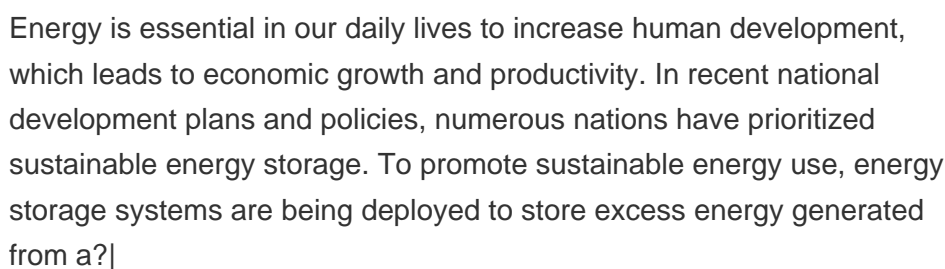 Energy is essential in our daily lives to increase human development,
which leads to economic growth and productivity. In recent national
development plans and policies, numerous nations have prioritized
sustainable energy storage. To promote sustainable energy use, energy
storage systems are being deployed to store excess energy generated
from a?|